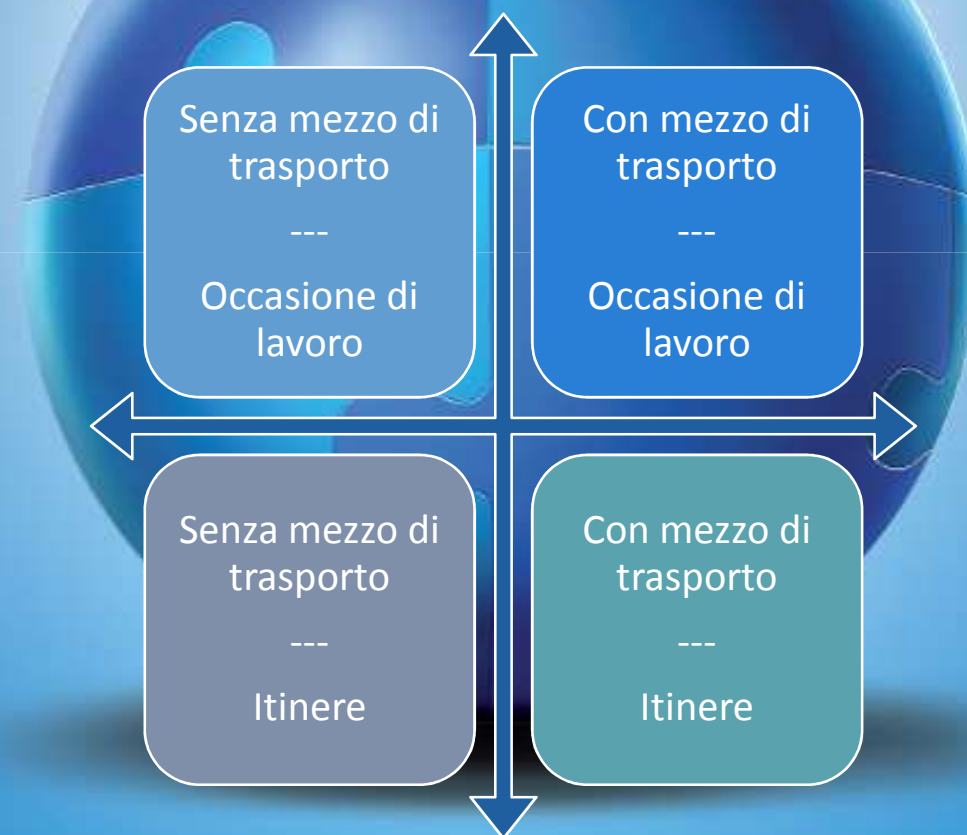 Senza mezzo di
trasporto
---
Occasione di
lavoro
Con mezzo di
trasporto
---
Occasione di
lavoro
Senza mezzo di
trasporto
---
Itinere
Con mezzo di
trasporto
---
Itinere